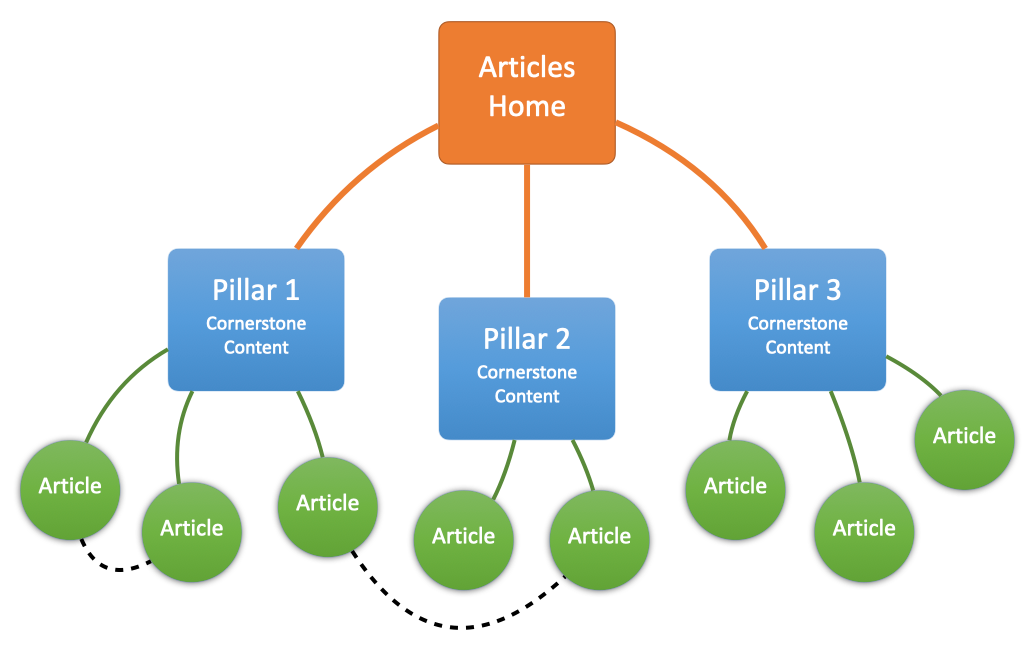 Articles
Home
Pillar 1
Cornerstone
Content
Pillar 2
Cornerstone
Content
Pillar 3
Cornerstone
Content
Article
Article
Article
Article
Article
Article
Article
Article